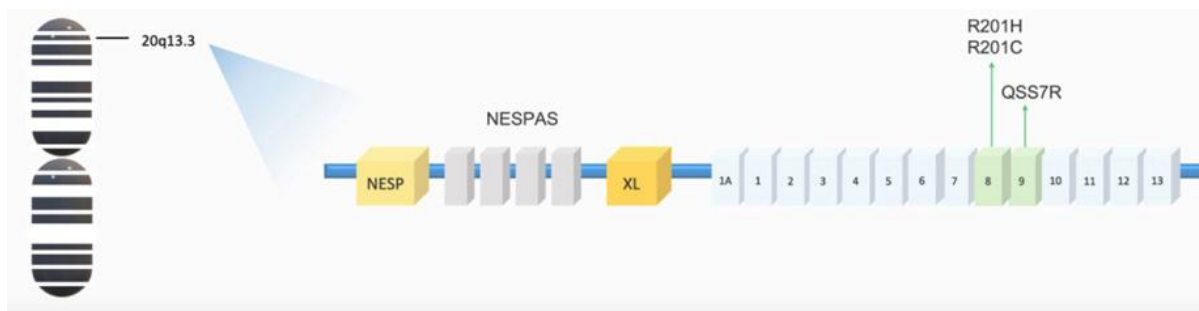 20q13.3
R201H
R201C
QSS7R
NESPAS
NESP
XL
1A 1 2 3 4 5 6 7 8 9 10 11 12 13